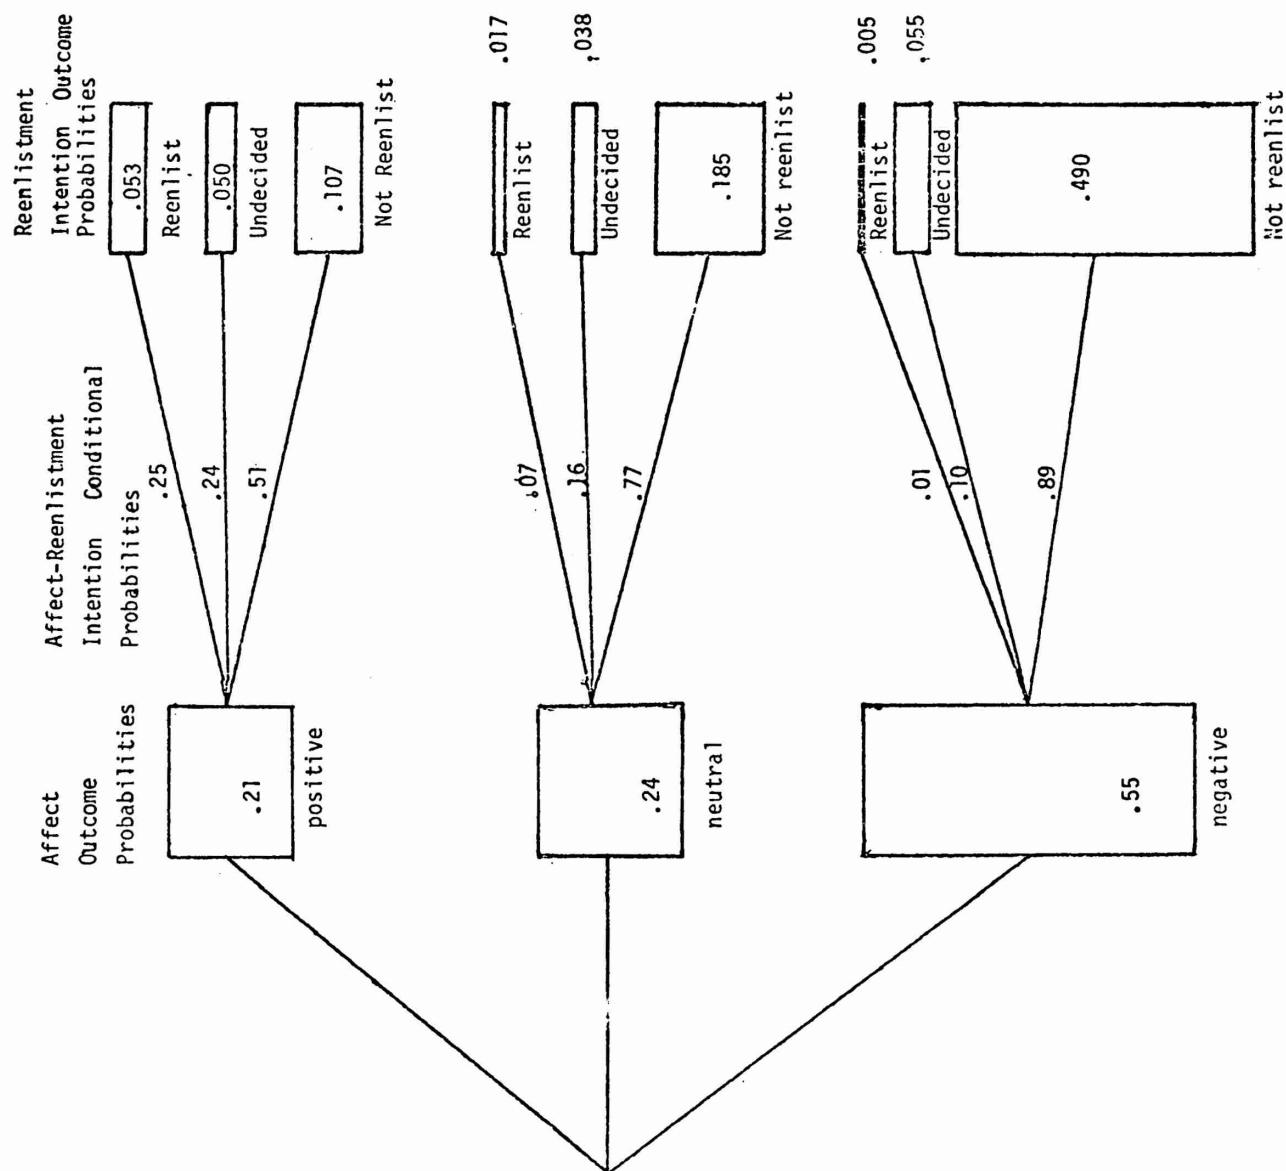 Affect
Outcome
Probabilities
Affect-Reenlistment
Intention Conditional
Probabilities
Reenlistment
Intention Outcome
Probabilities
.21
positive
.25
.24
.51
.053
Reenlist
.050
Undecided
.107
Not Reenlist
.24
neutral
.07
.16
.77
.017
Reenlist
.038
Undecided
.185
Not reenlist
.55
negative
.01
.10
.89
.005
Reenlist
.055
Undecided
.490
Not reenlist